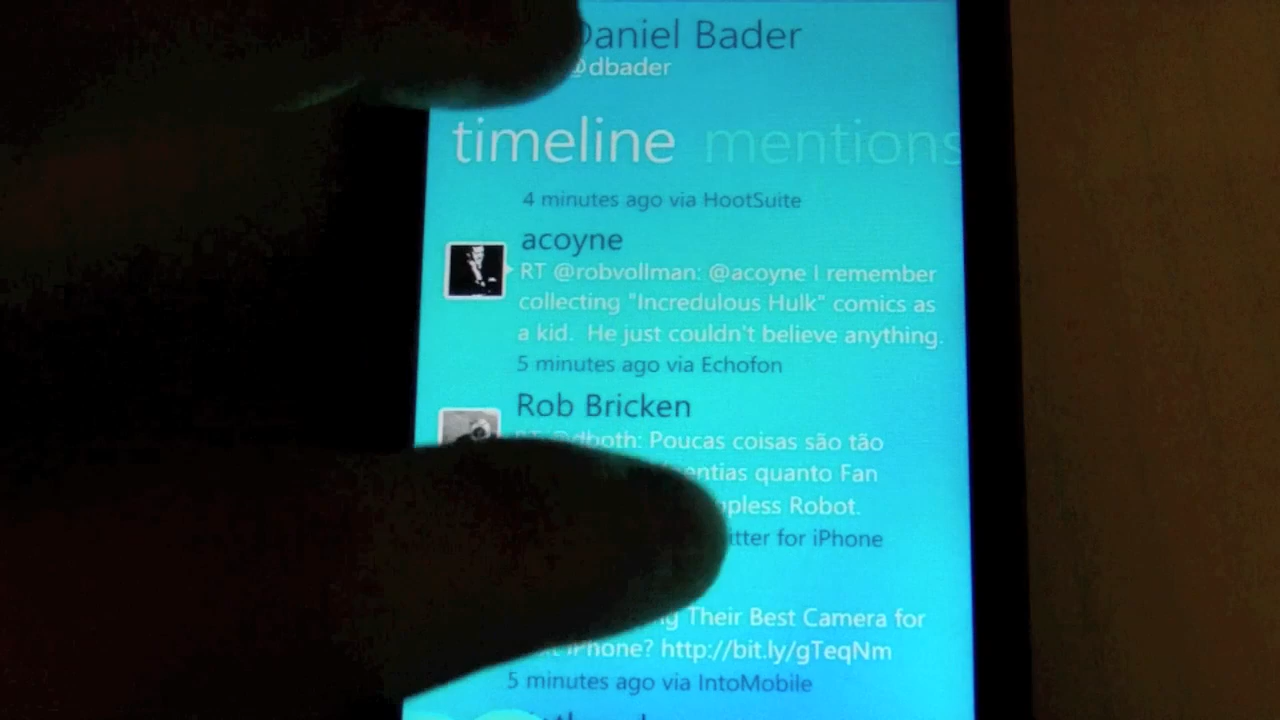 Daniel Bader
@dbader
timeline mentions
4 minutes ago via HootSuite
acoyne
RT @robvollman: @acoyne I remember
collecting "Incredulous Hulk" comics as
a kid. He just couldn't believe anything.
5 minutes ago via Echofon
Rob Bricken
RT @dboth: Poucas coisas são tão
quanto Fan
Robot.
for iPhone
Their Best Camera for
iPhone? http://bit.ly/gTeqNm
5 minutes ago via IntoMobile